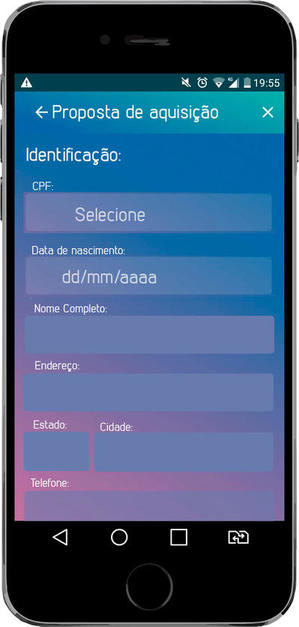 19:55
Proposta de aquisição
Identificação:
CPF:
Selecione
Data de nascimento:
dd/mm/aaaa
Nome Completo:
Endereço:
Estado: Cidade:
Telefone: